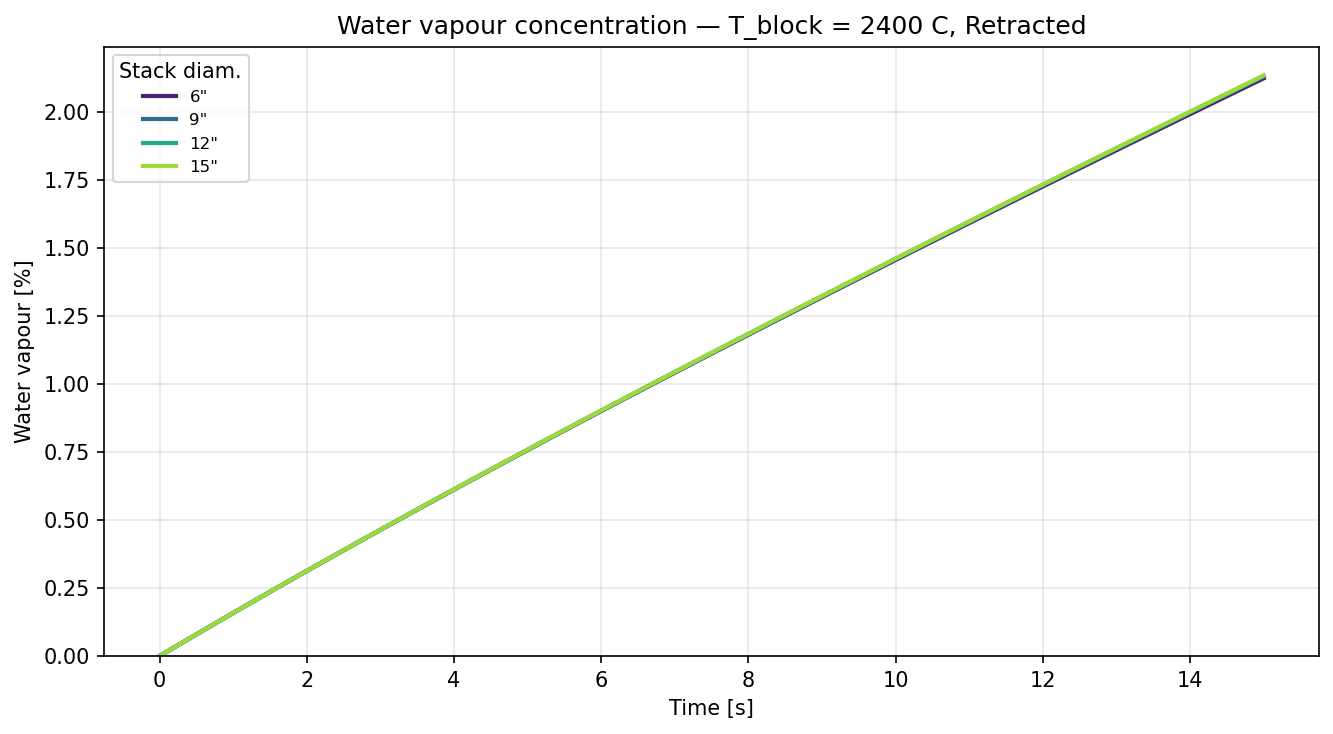 Water vapour concentration — T_block = 2400 C, Retracted
Stack diam.
6"
9"
12"
15"
Water vapour [%]
2.00
1.75
1.50
1.25
1.00
0.75
0.50
0.25
0.00
0 2 4 6 8 10 12 14
Time [s]